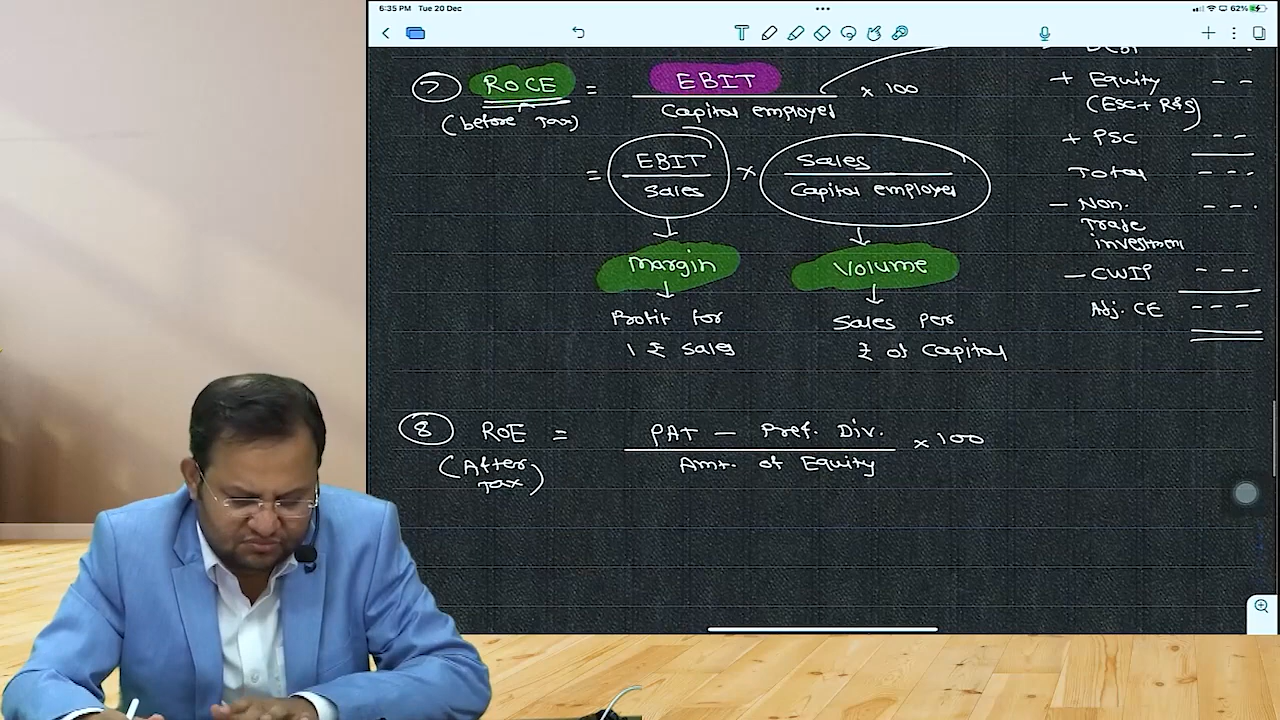 6:35 PM Tue 20 Dec
62%
7 ROCE = EBIT × 100
(before Tax) Capital employed
= EBIT × Sales
Sales Capital employed
Margin Volume
Profit for Sales per
1 ₹ Sales ₹ of Capital
8 ROE = PAT – Pref. Div. × 100
(After Tax) Amt. of Equity
+ Equity - -
(ESC + R&S)
+ PSC - -
Total - - -
– Non. - - -
Trade
investment
– CWIP - - -
Adj. CE - - -